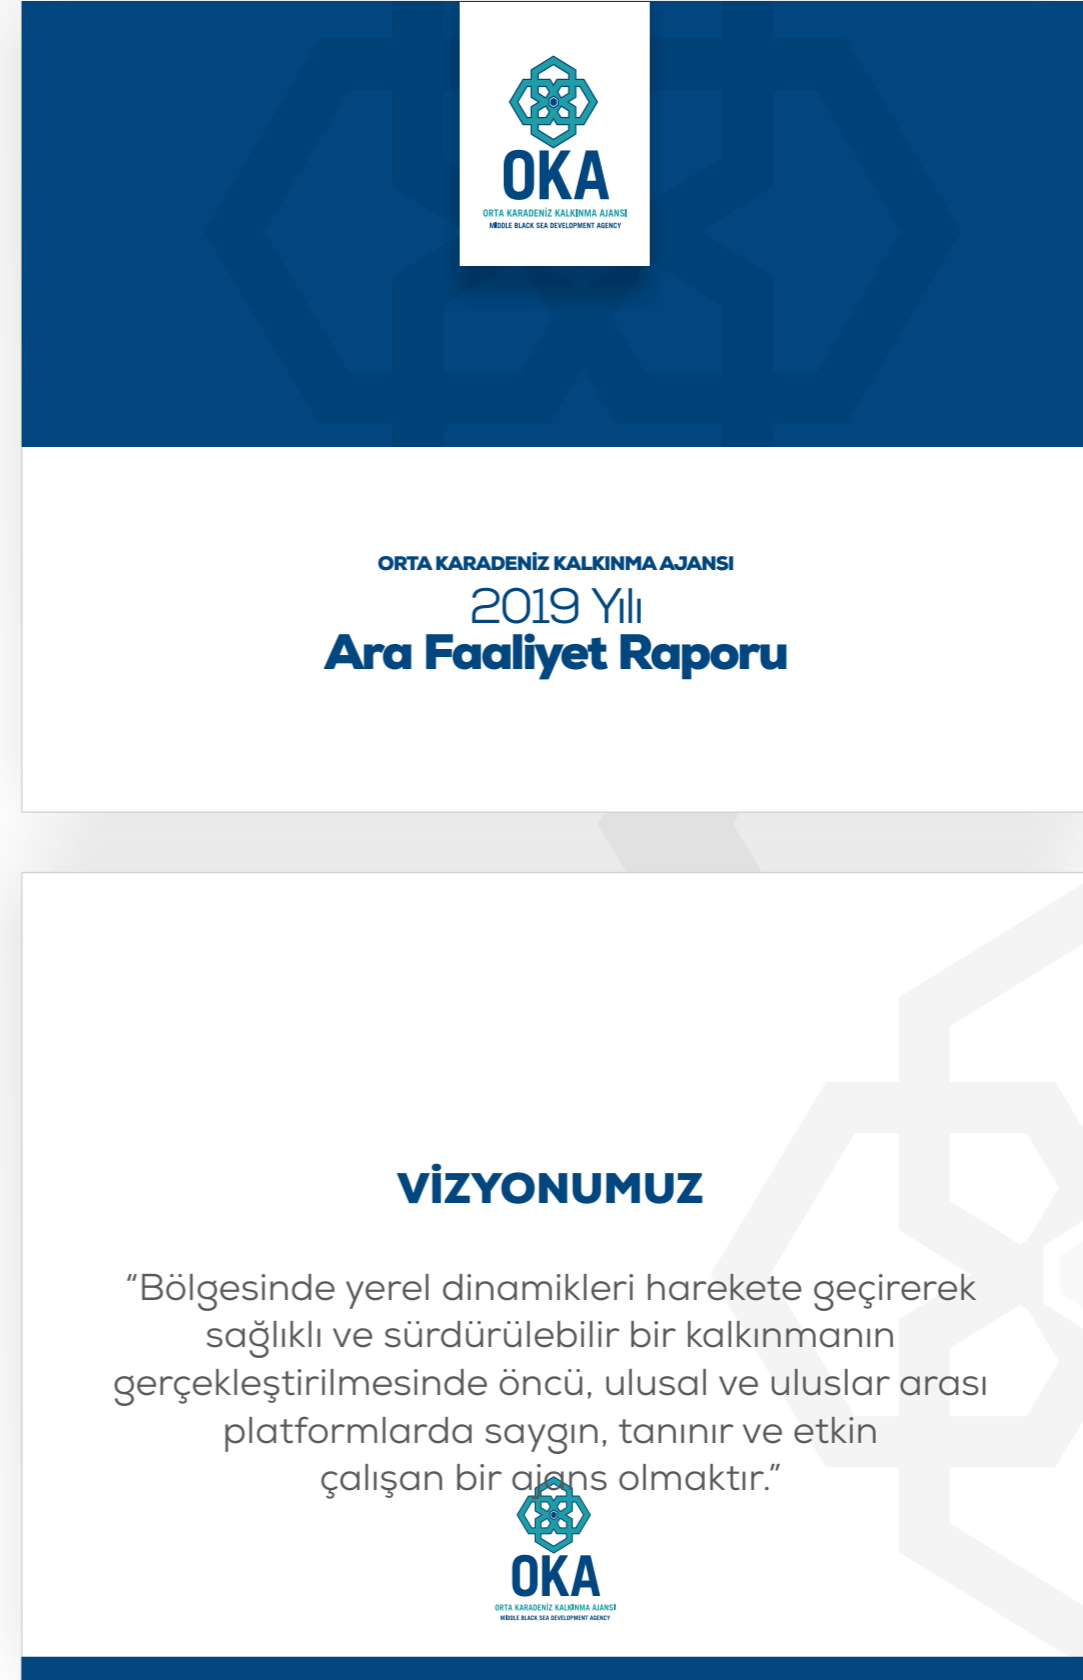 OKA
ORTA KARADENİZ KALKINMA AJANSI
MIDDLE BLACK SEA DEVELOPMENT AGENCY
ORTA KARADENİZ KALKINMA AJANSI
2019 Yılı
Ara Faaliyet Raporu
VİZYONUMUZ
“Bölgesinde yerel dinamikleri harekete geçirerek
sağlıklı ve sürdürülebilir bir kalkınmanın
gerçekleştirilmesinde öncü, ulusal ve uluslar arası
platformlarda saygın, tanınır ve etkin
çalışan bir ajans olmaktır.”
OKA
ORTA KARADENİZ KALKINMA AJANSI
MIDDLE BLACK SEA DEVELOPMENT AGENCY